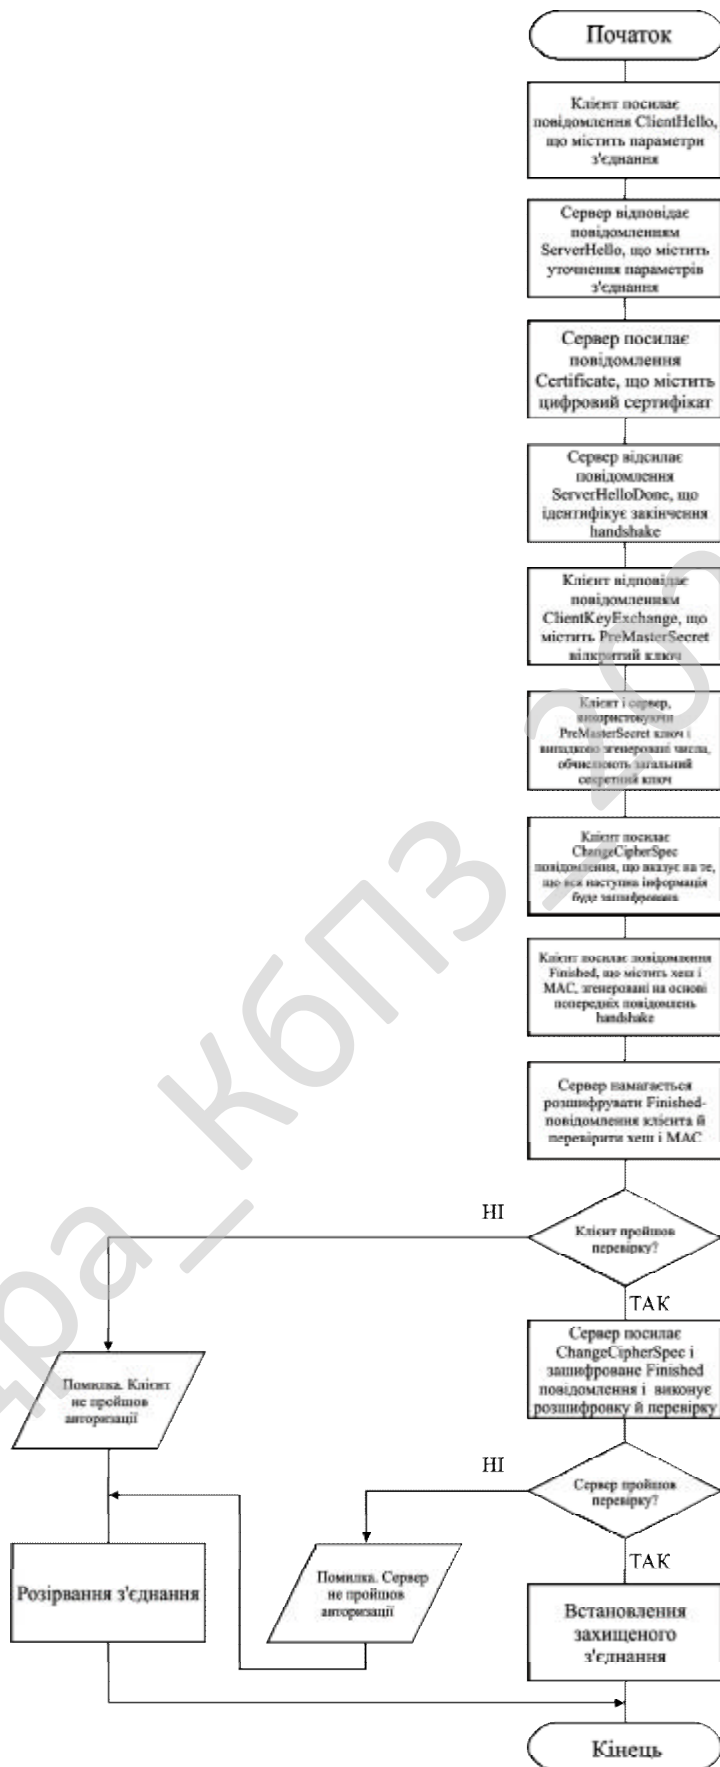 Початок
Клієнт посилає
повідомлення ClientHello,
що містить параметри
з'єднання
Сервер відповідає
повідомленням
ServerHello, що містить
уточнення параметрів
з'єднання
Сервер посилає
повідомлення
Certificate, що містить
цифровий сертифікат
Сервер відсилає
повідомлення
ServerHelloDone, що
ідентифікує закінчення
handshake
Клієнт відповідає
повідомленням
ClientKeyExchange, що
містить PreMasterSecret
відкритий ключ
Клієнт і сервер,
використовуючи
PreMasterSecret ключ і
випадково згенеровані числа,
обчислюють загальний
секретний ключ
Клієнт посилає
ChangeCipherSpec
повідомлення, що вказує на те,
що вся наступна інформація
буде зашифрована
Клієнт посилає повідомлення
Finished, що містить хеш і
MAC, згенеровані на основі
попередніх повідомлень
handshake
Сервер намагається
розшифрувати Finished-
повідомлення клієнта й
перевірити хеш і MAC
НІ
Клієнт пройшов
перевірку?
ТАК
Помилка. Клієнт
не пройшов
авторизації
Сервер посилає
ChangeCipherSpec і
зашифроване Finished
повідомлення і виконує
розшифровку й перевірку
НІ
Сервер пройшов
перевірку?
ТАК
Розірвання з'єднання
Помилка. Сервер
не пройшов
авторизації
Встановлення
захищеного
з'єднання
Кінець